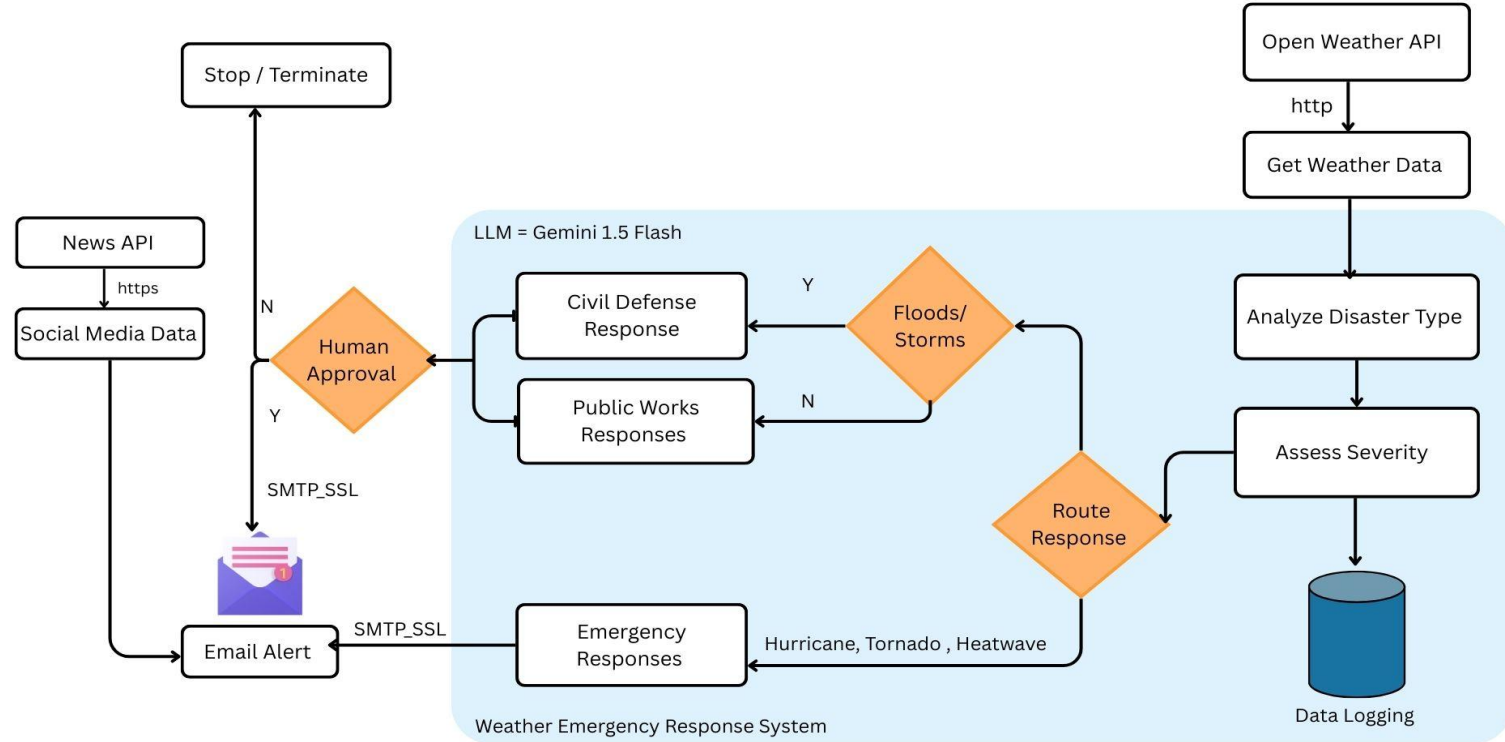 Open Weather API
http
Get Weather Data
Stop / Terminate
News API
https
Social Media Data
LLM = Gemini 1.5 Flash
Analyze Disaster Type
Assess Severity
Data Logging
Route
Response
Floods/
Storms
Y
N
Civil Defense
Response
Public Works
Responses
Human
Approval
N
Y
SMTP_SSL
1
Hurricane, Tornado , Heatwave
Emergency
Responses
SMTP_SSL
Email Alert
Weather Emergency Response System